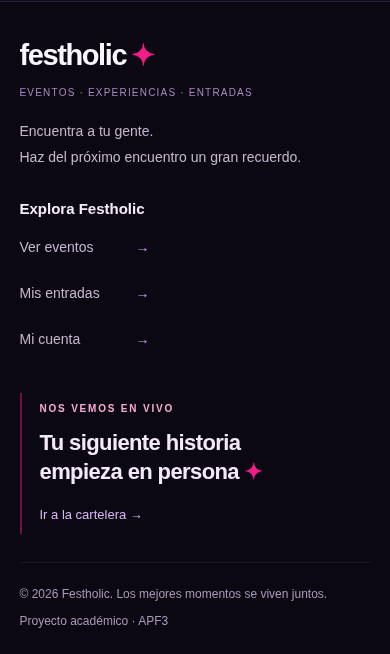 festholic
EVENTOS · EXPERIENCIAS · ENTRADAS
Encuentra a tu gente.
Haz del próximo encuentro un gran recuerdo.
Explora Festholic
Ver eventos →
Mis entradas →
Mi cuenta →
NOS VEMOS EN VIVO
Tu siguiente historia
empieza en persona ✦
Ir a la cartelera →
© 2026 Festholic. Los mejores momentos se viven juntos.
Proyecto académico · APF3